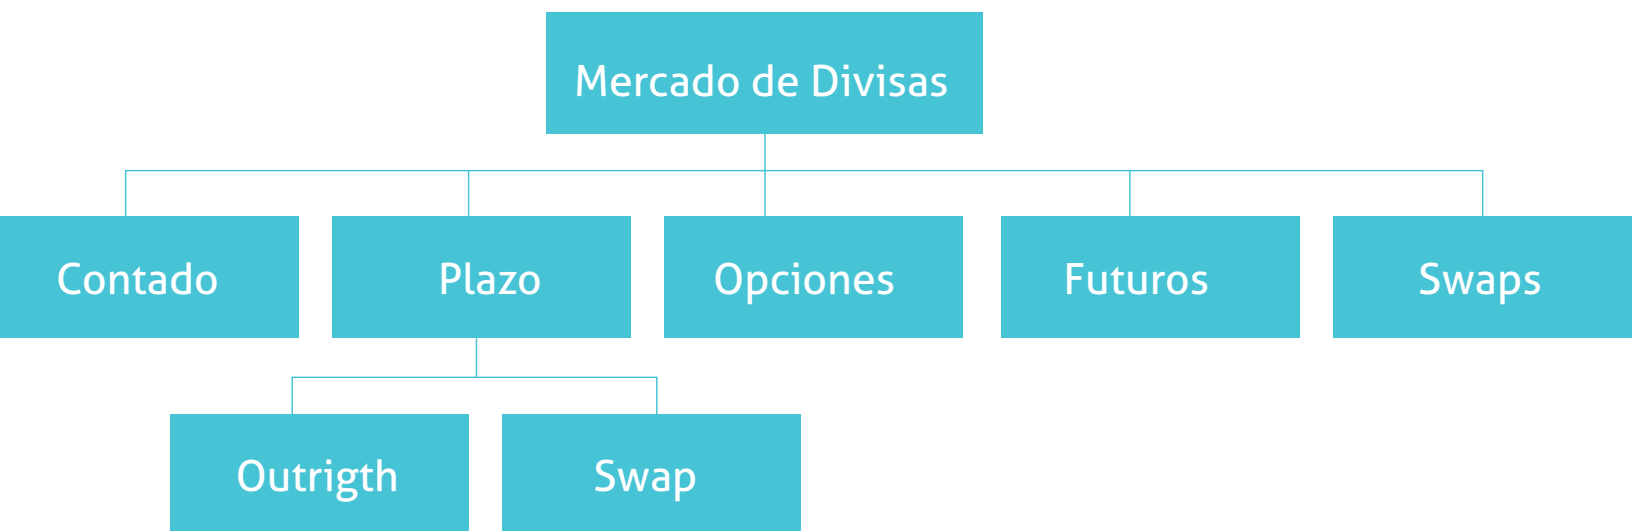 Mercado de Divisas
Contado
Plazo
Opciones
Futuros
Swaps
Outrigth
Swap